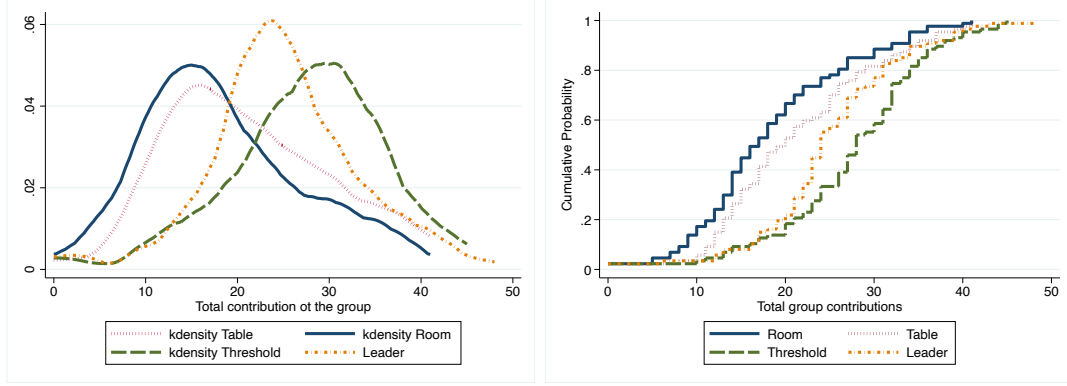 .06
.04
.02
0
0 10 20 30 40 50
Total contribution ot the group
kdensity Table kdensity Room
kdensity Threshold Leader
Cumulative Probability
1
.8
.6
.4
.2
0
0 10 20 30 40 50
Total group contributions
Room Table
Threshold Leader